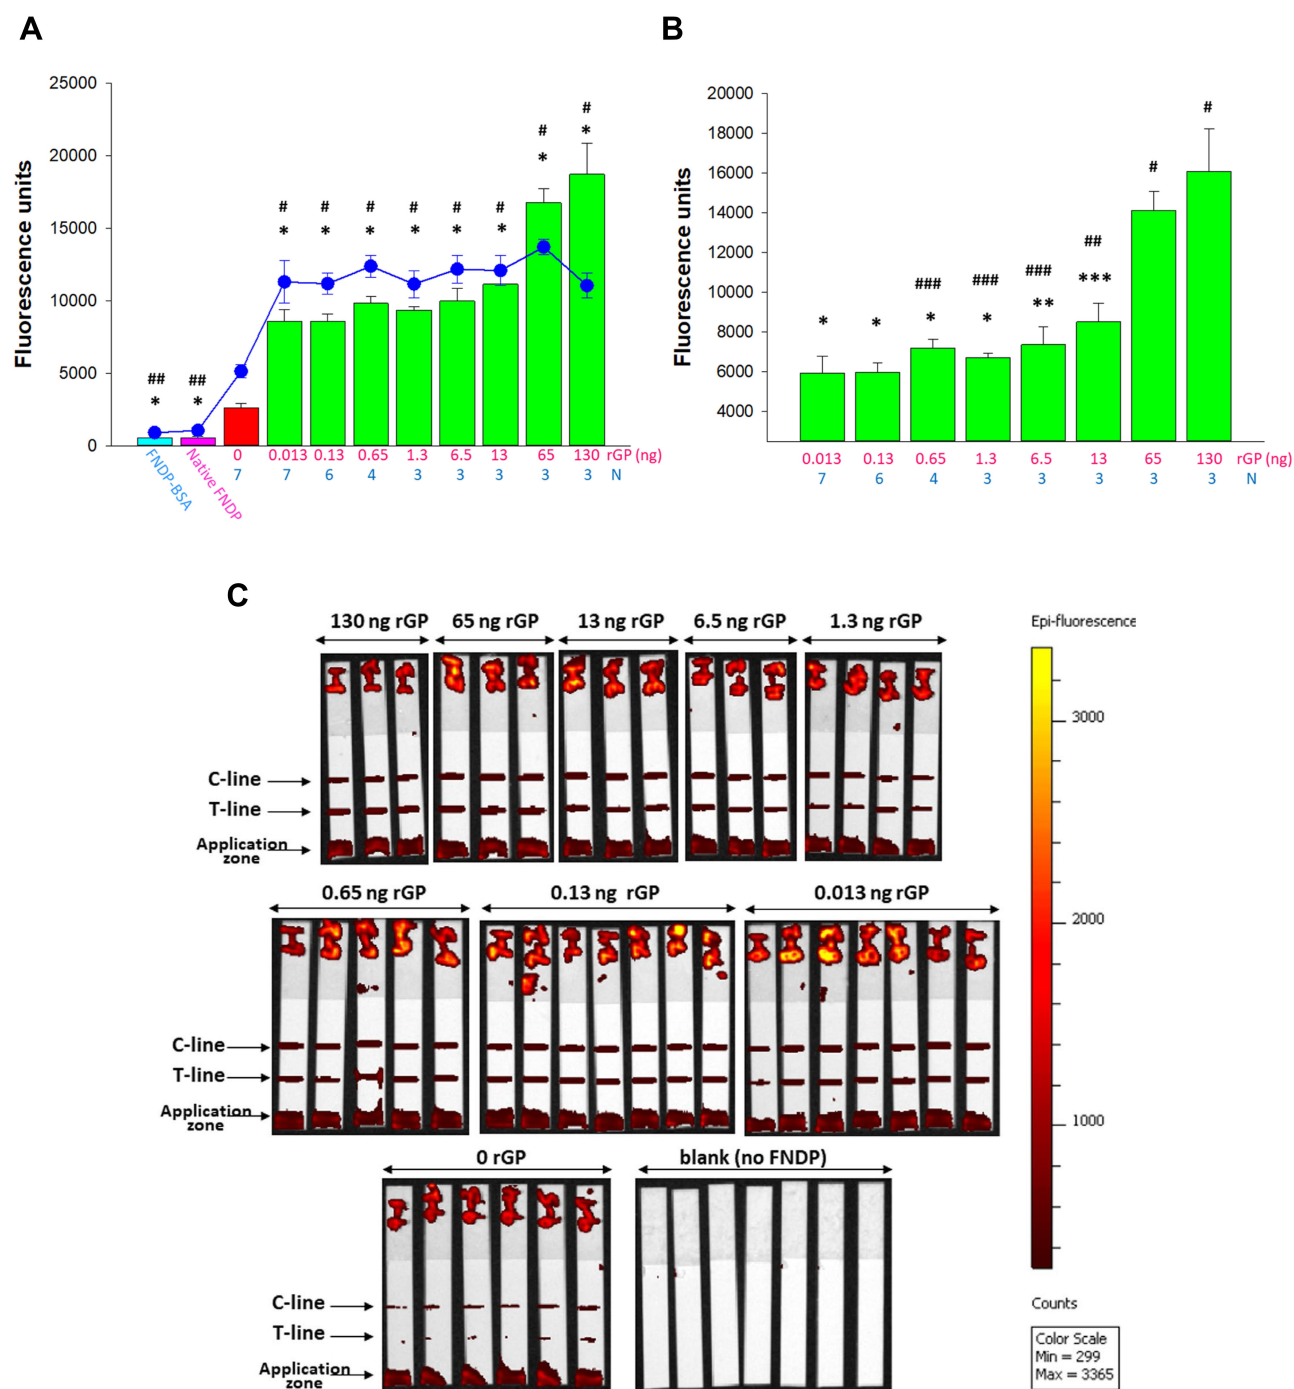 A
B
25000
20000
15000
10000
5000
0
Fluorescence units
# # # # # # # #
* * * * * * * *
## ##
* *
FNDP-BSA
Native FNDP
0 0.013 0.13 0.65 1.3 6.5 13 65 130 rGP (ng)
7 7 6 4 3 3 3 3 3 N
20000
18000
16000
14000
12000
10000
8000
6000
4000
Fluorescence units
### ### ### ## # #
* * * * ** ***
0.013 0.13 0.65 1.3 6.5 13 65 130 rGP (ng)
7 6 4 3 3 3 3 3 N
C
130 ng rGP 65 ng rGP 13 ng rGP 6.5 ng rGP 1.3 ng rGP
C-line
T-line
Application
zone
0.65 ng rGP 0.13 ng rGP 0.013 ng rGP
C-line
T-line
Application
zone
0 rGP blank (no FNDP)
C-line
T-line
Application
zone
Epi-fluorescence
3000
2000
1000
Counts
Color Scale
Min = 299
Max = 3365